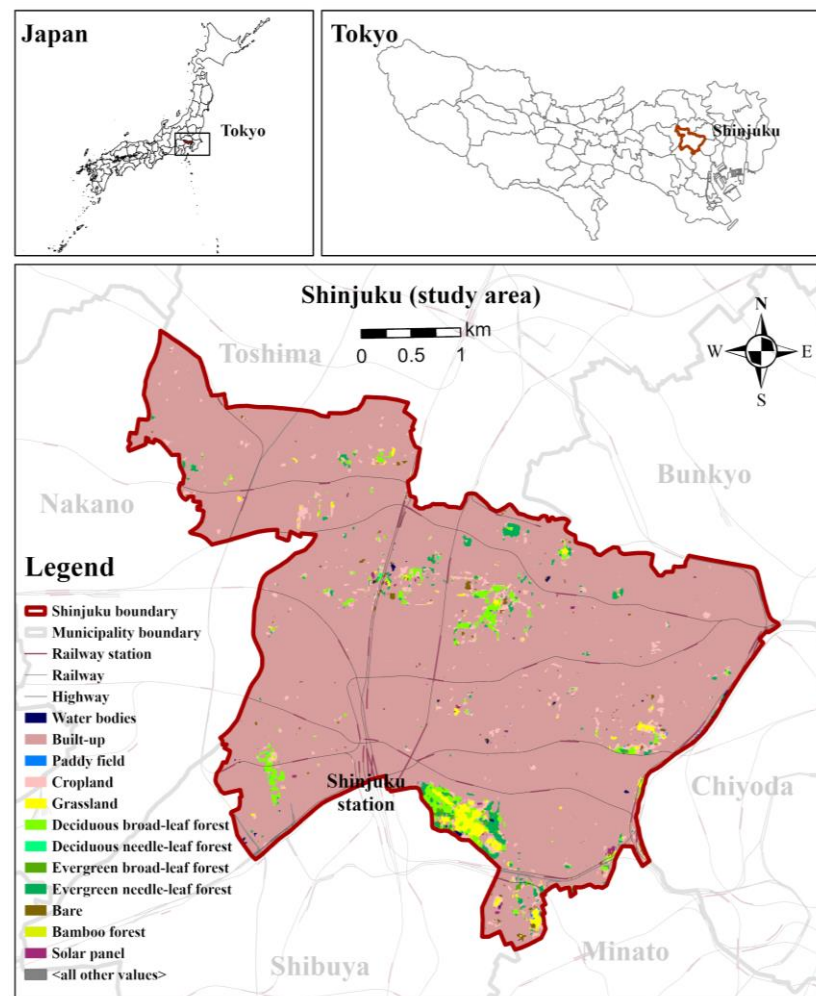 Japan
Tokyo
Tokyo
Shinjuku
Shinjuku (study area)
km
0 0.5 1
N
W E
S
Toshima
Bunkyo
Nakano
Chiyoda
Shinjuku
station
Shibuya
Minato
Legend
Shinjuku boundary
Municipality boundary
Railway station
Railway
Highway
Water bodies
Built-up
Paddy field
Cropland
Grassland
Deciduous broad-leaf forest
Deciduous needle-leaf forest
Evergreen broad-leaf forest
Evergreen needle-leaf forest
Bare
Bamboo forest
Solar panel
<all other values>